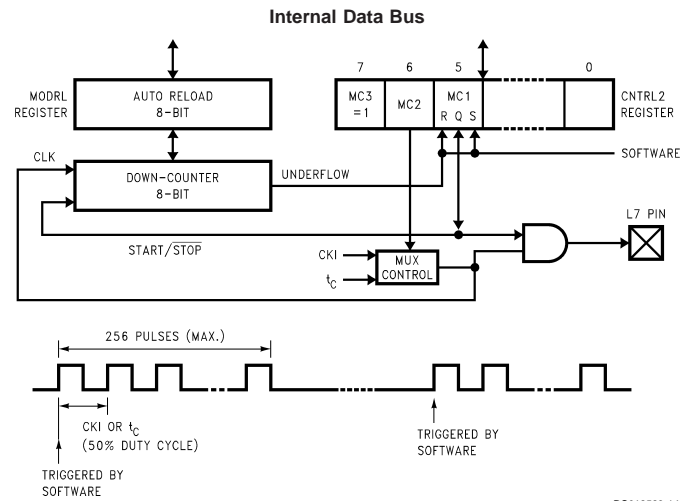 Internal Data Bus
7 6 5 0
MODRL
REGISTER
AUTO RELOAD
8-BIT
MC3
=1
MC2
MC1
R Q S
CNTRL2
REGISTER
CLK
SOFTWARE
DOWN-COUNTER
8-BIT
UNDERFLOW
L7 PIN
START/STOP
CKI
tC
MUX
CONTROL
256 PULSES (MAX.)
CKI OR tC
(50% DUTY CYCLE)
TRIGGERED BY
SOFTWARE
TRIGGERED BY
SOFTWARE